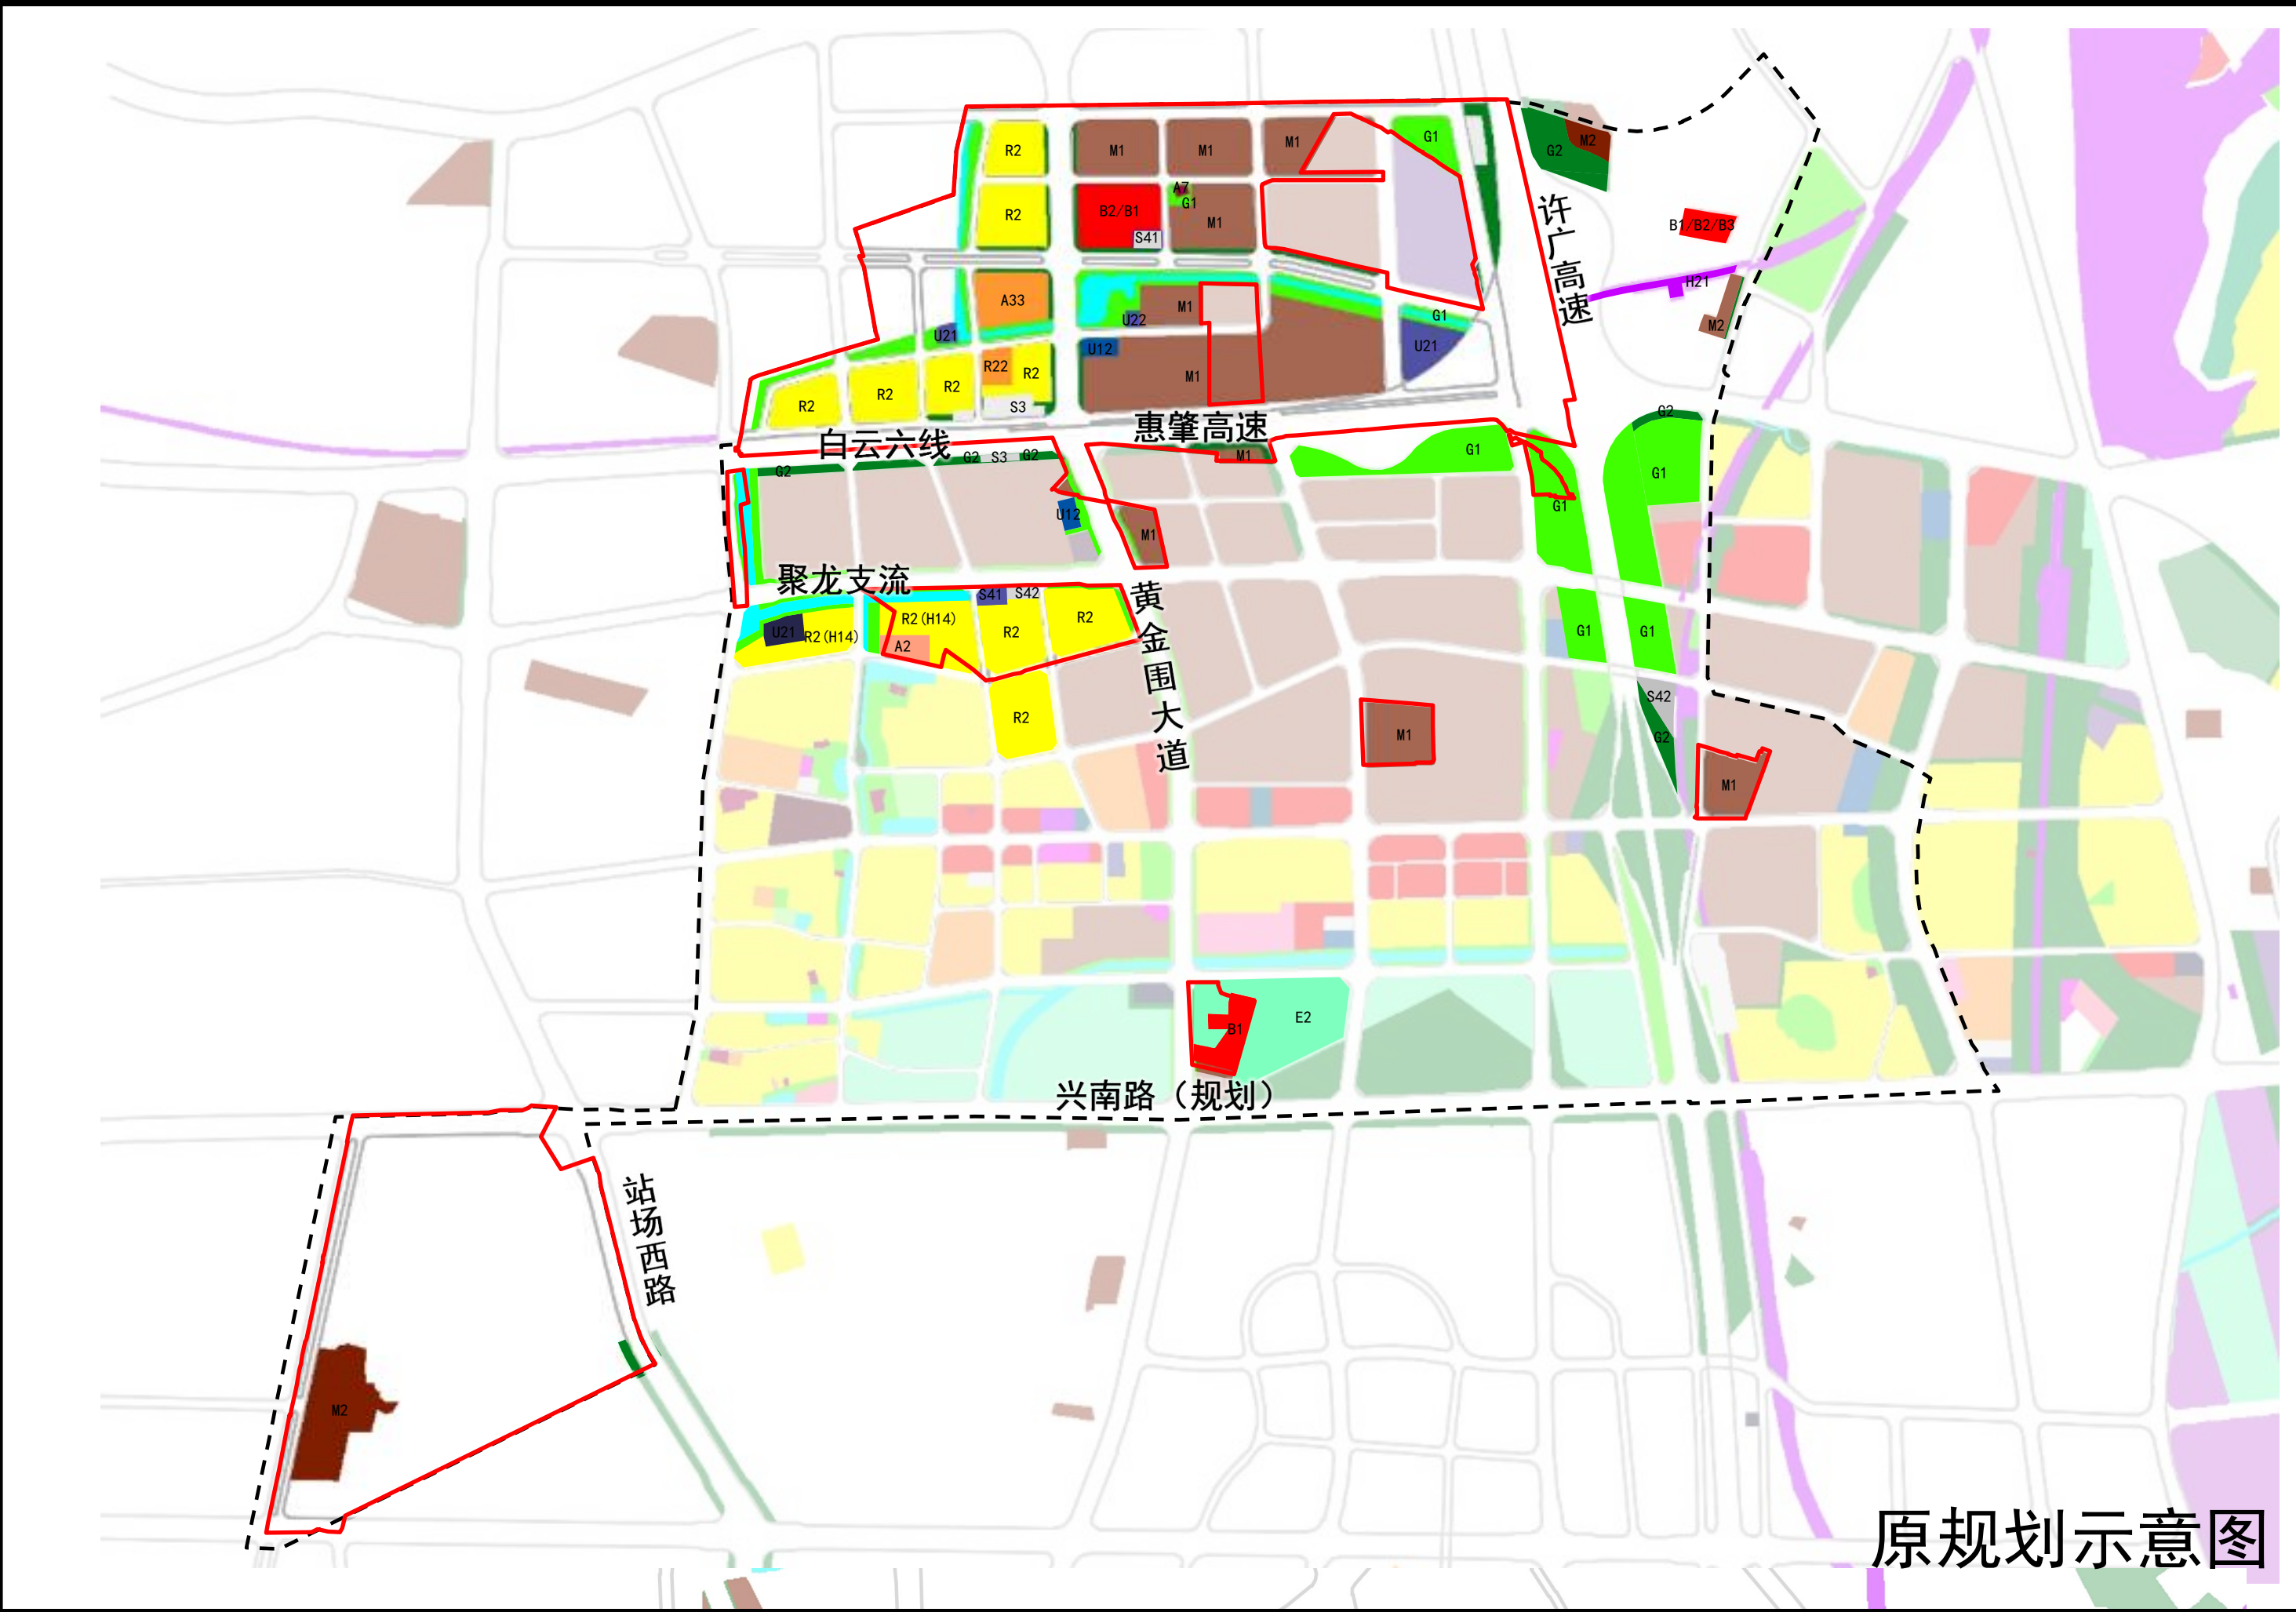 R2
M1
M1
M1
G1
G2
M2
R2
B2/B1
A7
G1
M1
S41
许广高速
B1/B2/B3
H21
M2
A33
M1
U22
U21
G1
U21
U12
R22
R2
R2
R2
R2
M1
S3
白云六线
惠肇高速
G2
G2
S3
G2
G2
M1
G1
G1
G1
U12
M1
聚龙支流
黄金围大道
U21
R2(H14)
R2(H14)
A2
S41
S42
R2
R2
G1
G1
R2
S42
G2
M1
M1
B1
E2
兴南路（规划）
站场西路
M2
原规划示意图